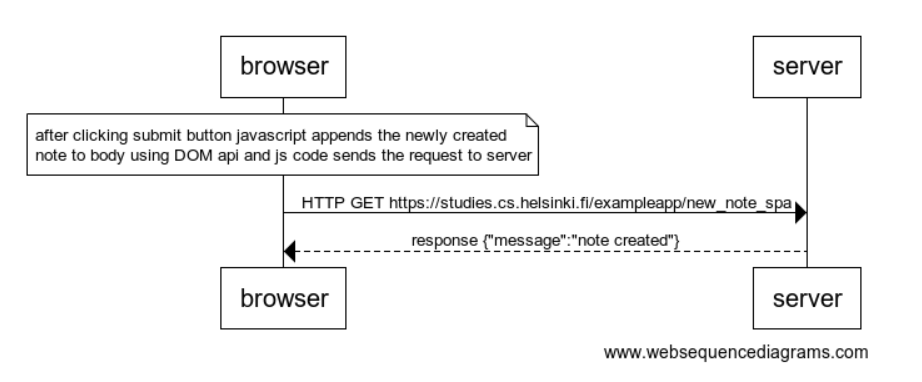 browser server
after clicking submit button javascript appends the newly created
note to body using DOM api and js code sends the request to server
HTTP GET https://studies.cs.helsinki.fi/exampleapp/new_note_spa
response {"message":"note created"}
browser server
www.websequencediagrams.com